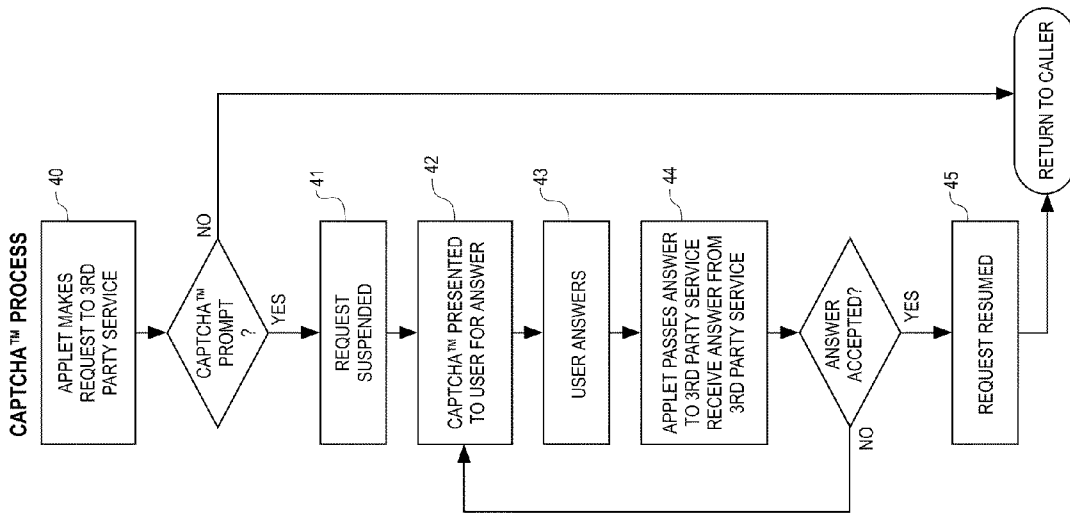 CAPTCHA™ PROCESS
40
APPLET MAKES
REQUEST TO 3RD
PARTY SERVICE
CAPTCHA™
PROMPT
?
NO
YES
41
REQUEST
SUSPENDED
42
CAPTCHA™ PRESENTED
TO USER FOR ANSWER
43
USER ANSWERS
44
APPLET PASSES ANSWER
TO 3RD PARTY SERVICE
RECEIVE ANSWER FROM
3RD PARTY SERVICE
ANSWER
ACCEPTED?
NO
YES
45
REQUEST RESUMED
RETURN TO CALLER